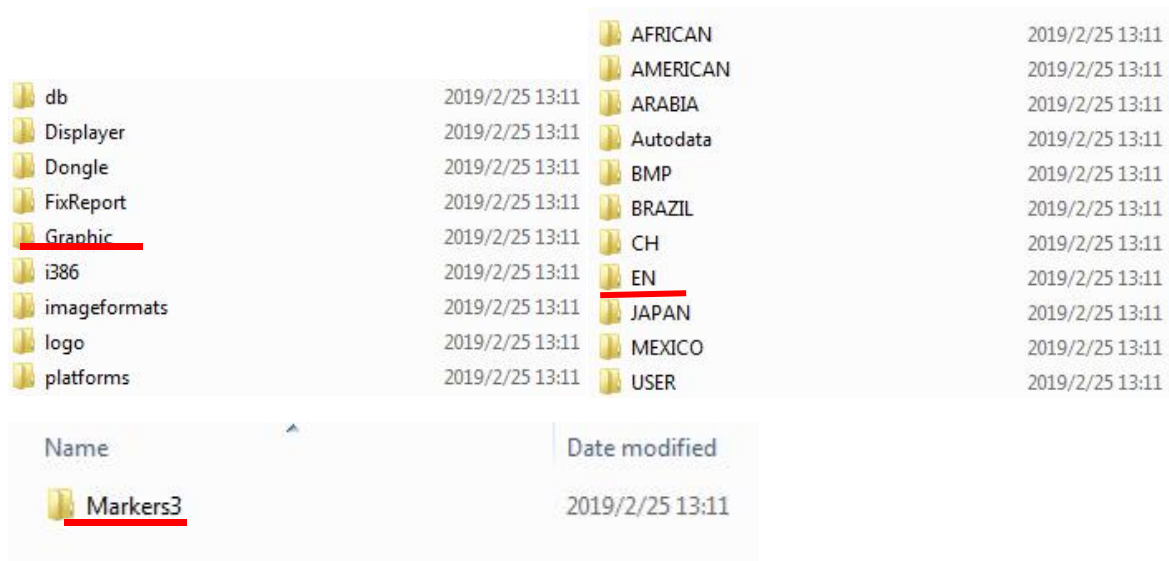 db 2019/2/25 13:11
Displayer 2019/2/25 13:11
Dongle 2019/2/25 13:11
FixReport 2019/2/25 13:11
Graphic 2019/2/25 13:11
i386 2019/2/25 13:11
imageformats 2019/2/25 13:11
logo 2019/2/25 13:11
platforms 2019/2/25 13:11
AFRICAN 2019/2/25 13:11
AMERICAN 2019/2/25 13:11
ARABIA 2019/2/25 13:11
Autodata 2019/2/25 13:11
BMP 2019/2/25 13:11
BRAZIL 2019/2/25 13:11
CH 2019/2/25 13:11
EN 2019/2/25 13:11
JAPAN 2019/2/25 13:11
MEXICO 2019/2/25 13:11
USER 2019/2/25 13:11
Name Date modified
Markers3 2019/2/25 13:11